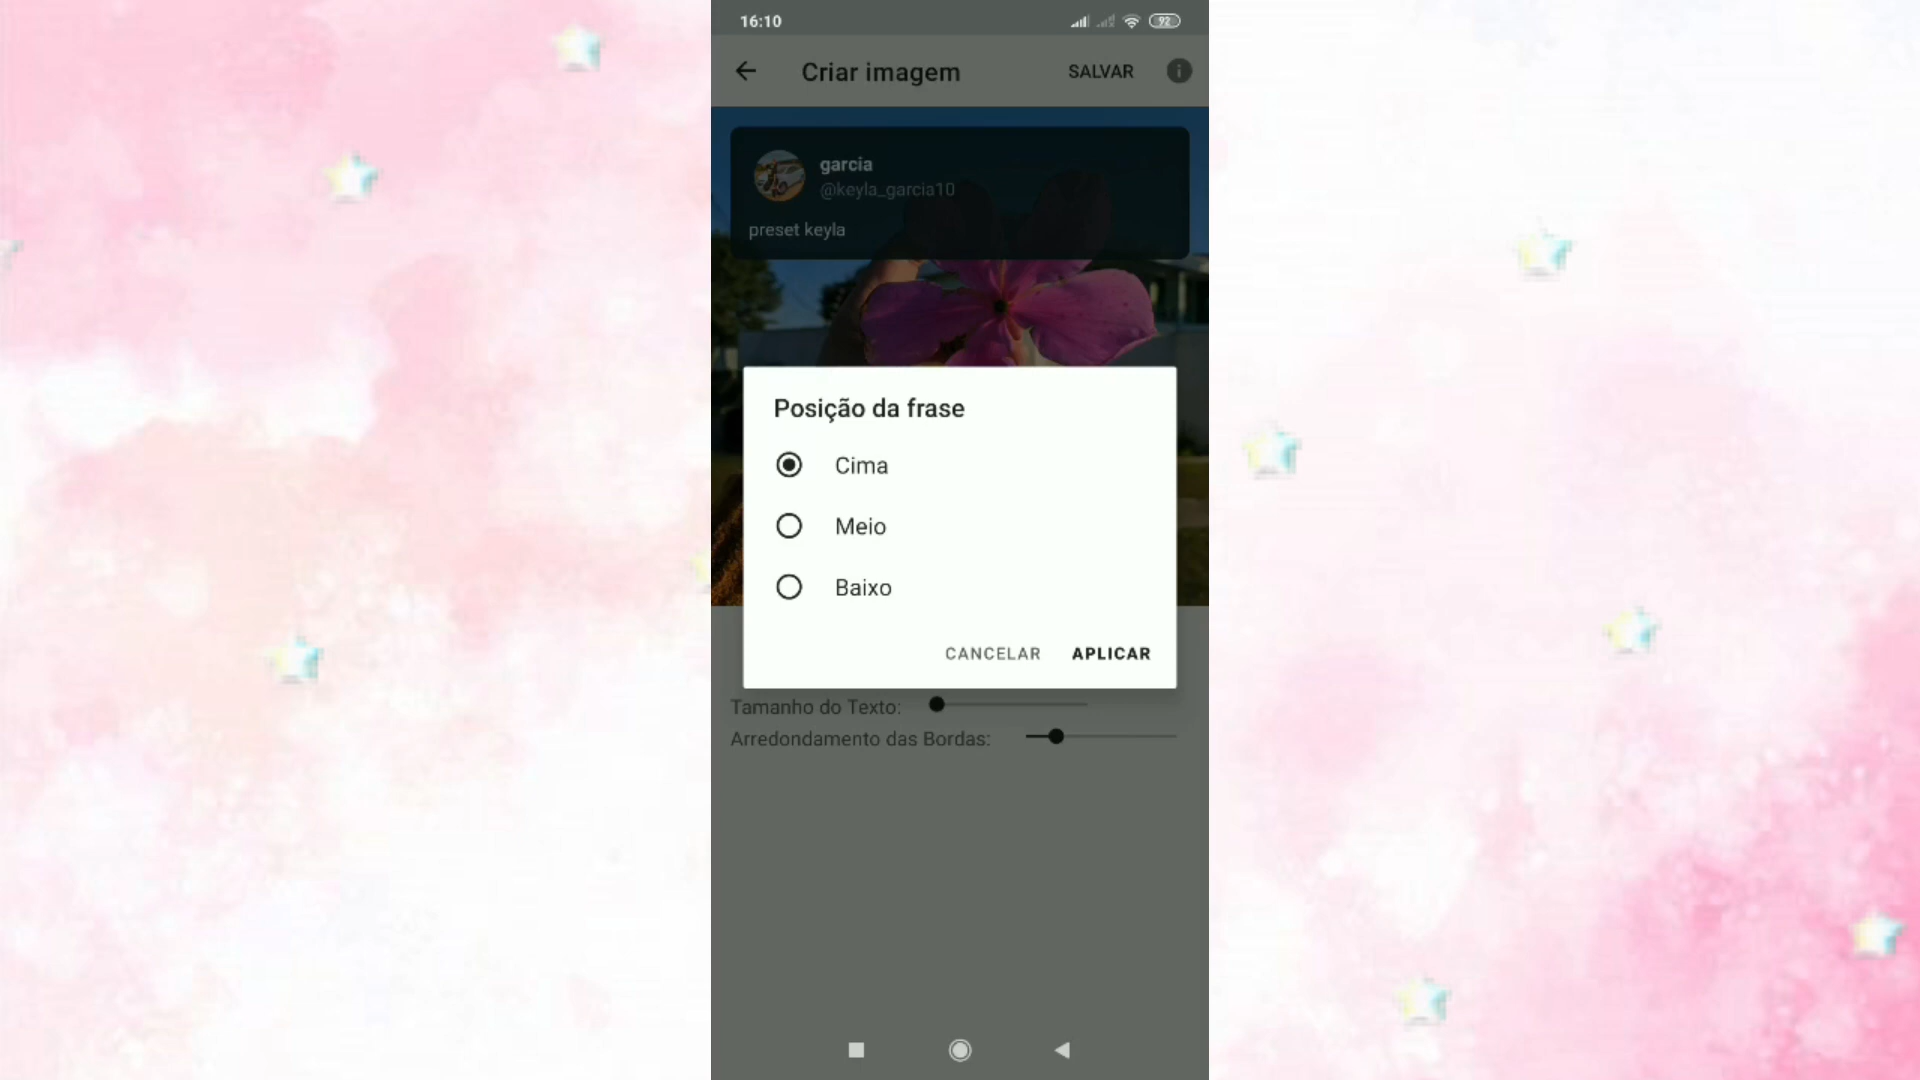 16:10
92
Criar imagem
SALVAR
garcia
@keyla_garcia10
preset keyla
Posição da frase
Cima
Meio
Baixo
CANCELAR
APLICAR
Tamanho do Texto:
Arredondamento das Bordas: